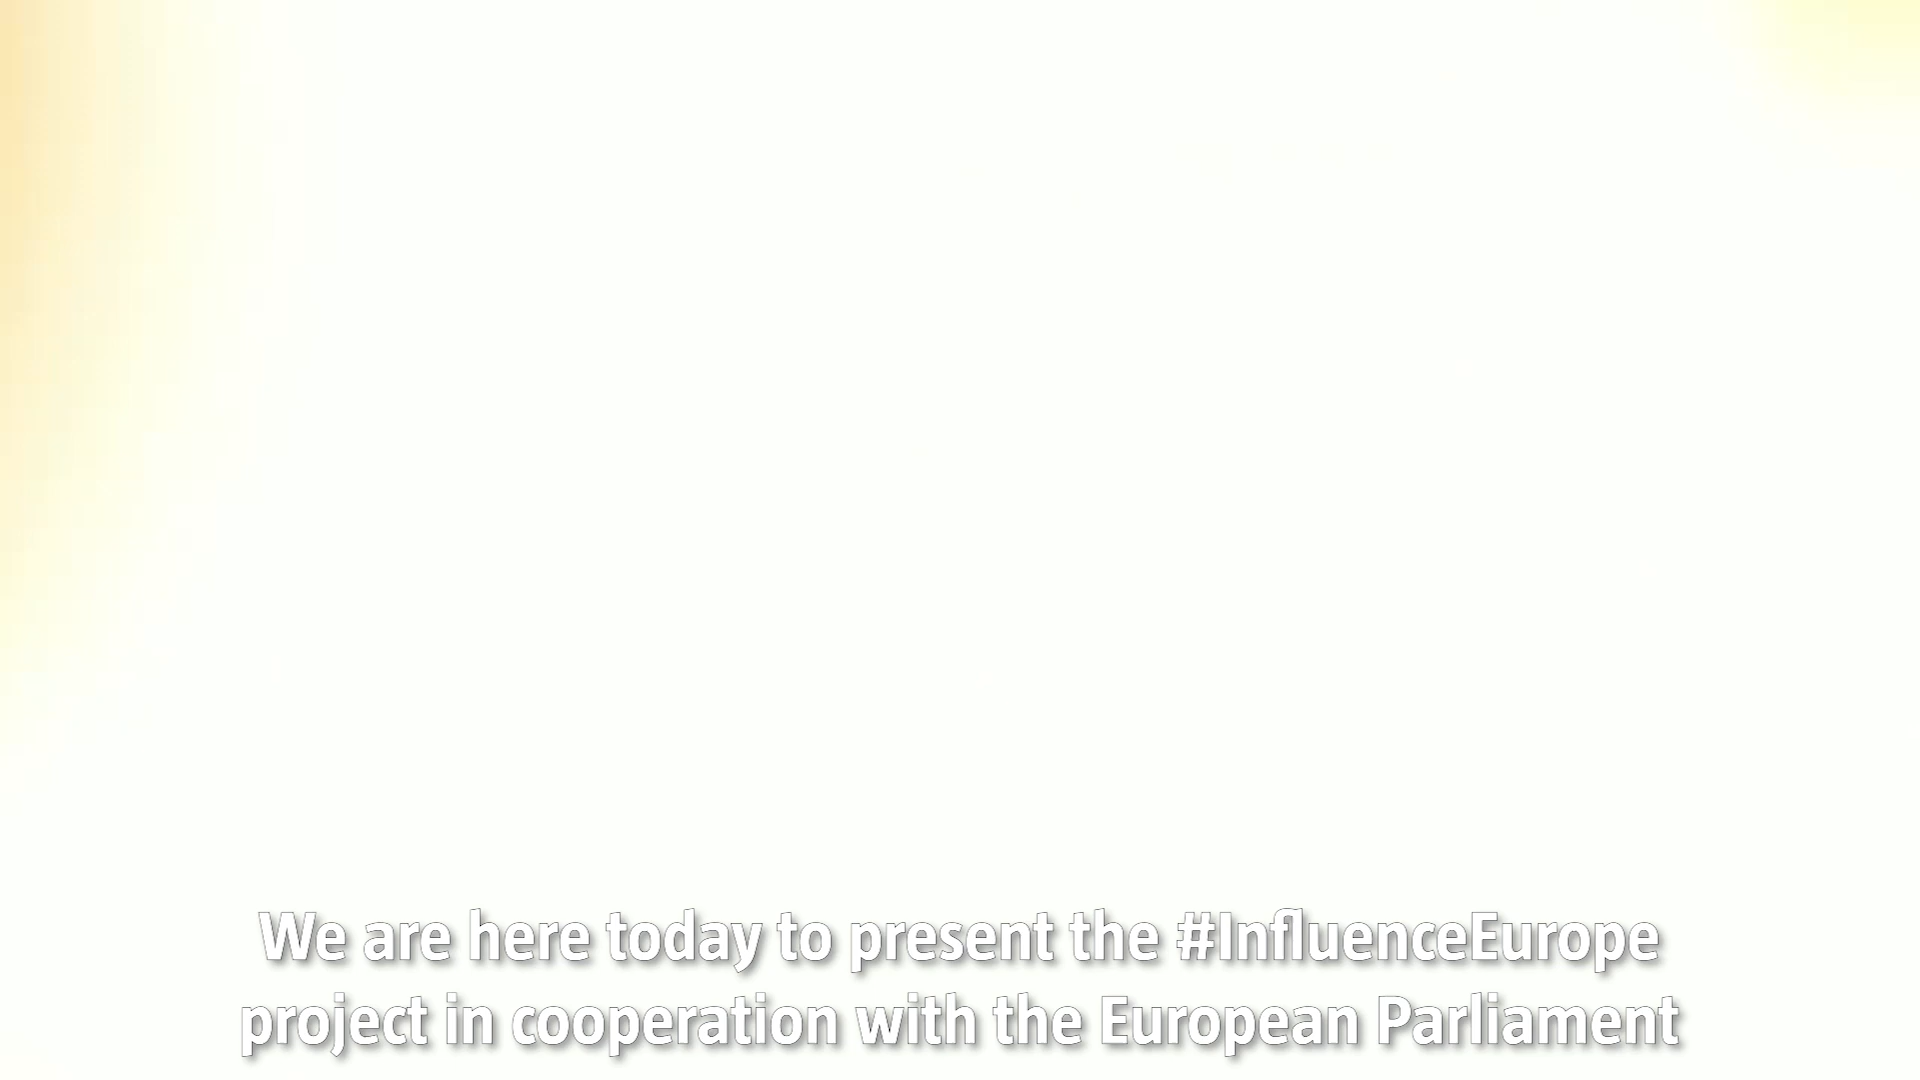 We are here today to present the #InfluenceEurope
project in cooperation with the European Parliament